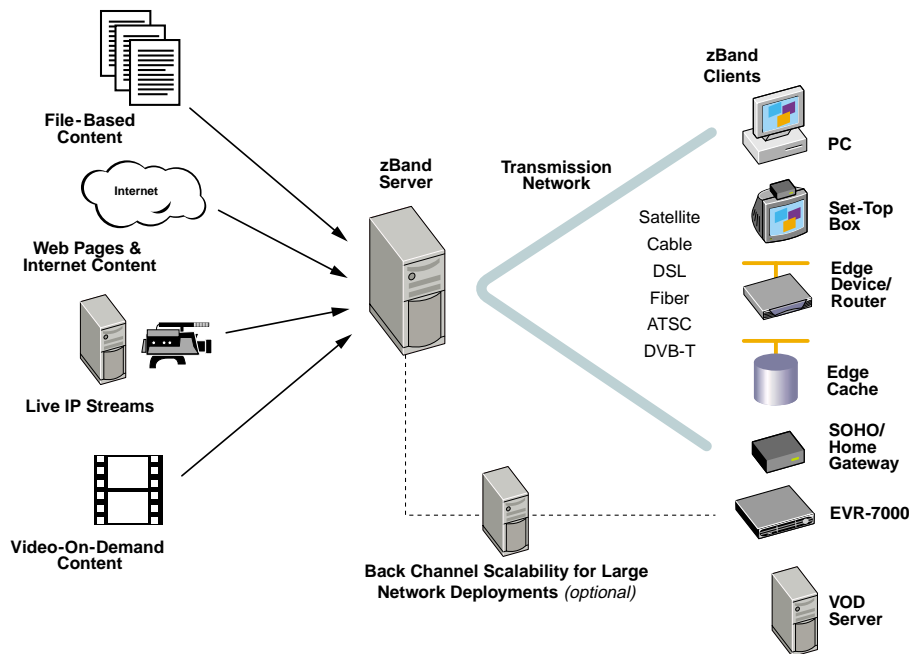 File-Based
Content
Internet
Web Pages &
Internet Content
Live IP Streams
Video-On-Demand
Content
zBand
Server
Transmission
Network
Satellite
Cable
DSL
Fiber
ATSC
DVB-T
Back Channel Scalability for Large
Network Deployments (optional)
zBand
Clients
PC
Set-Top
Box
Edge
Device/
Router
Edge
Cache
SOHO/
Home
Gateway
EVR-7000
VOD
Server